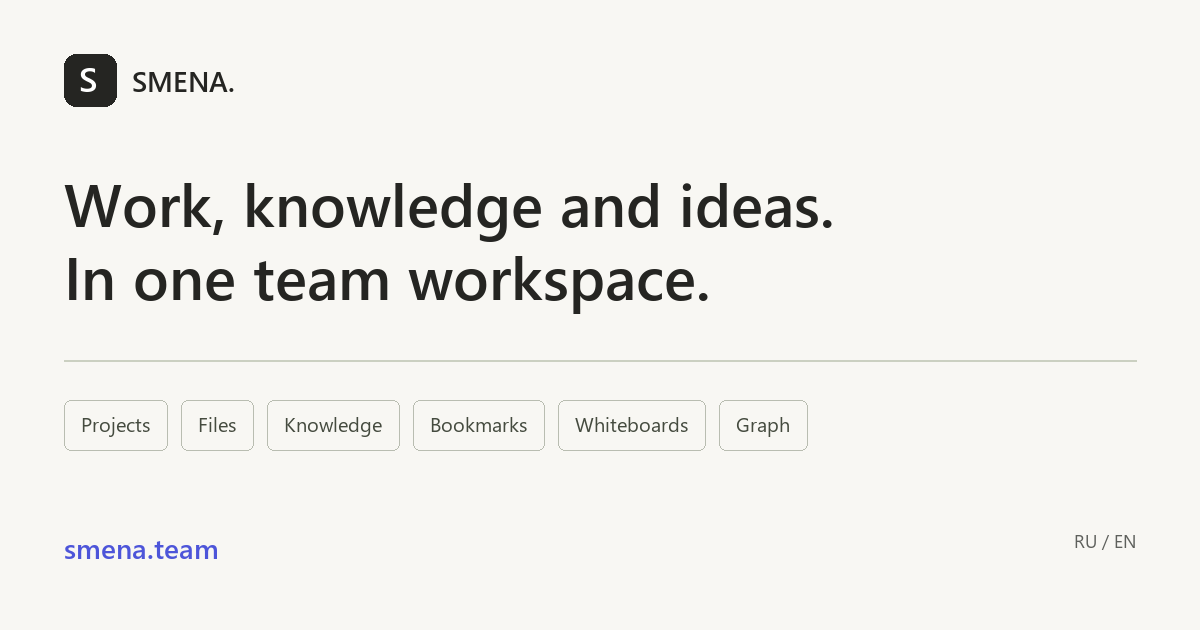 S
SMENA.
Work, knowledge and ideas.
In one team workspace.
Projects
Files
Knowledge
Bookmarks
Whiteboards
Graph
smena.team
RU / EN